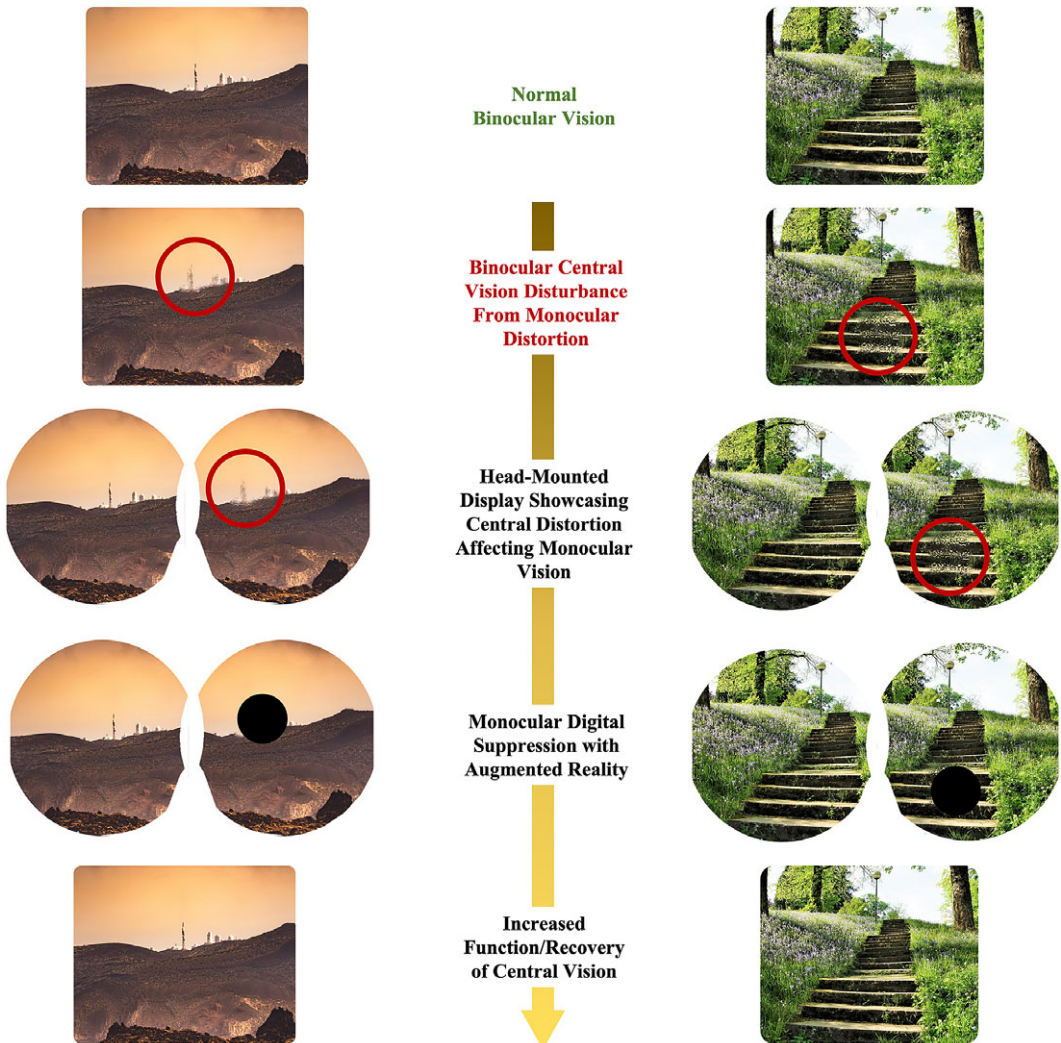 Normal
Binocular Vision
Binocular Central
Vision Disturbance
From Monocular
Distortion
Head-Mounted
Display Showcasing
Central Distortion
Affecting Monocular
Vision
Monocular Digital
Suppression with
Augmented Reality
Increased
Function/Recovery
of Central Vision